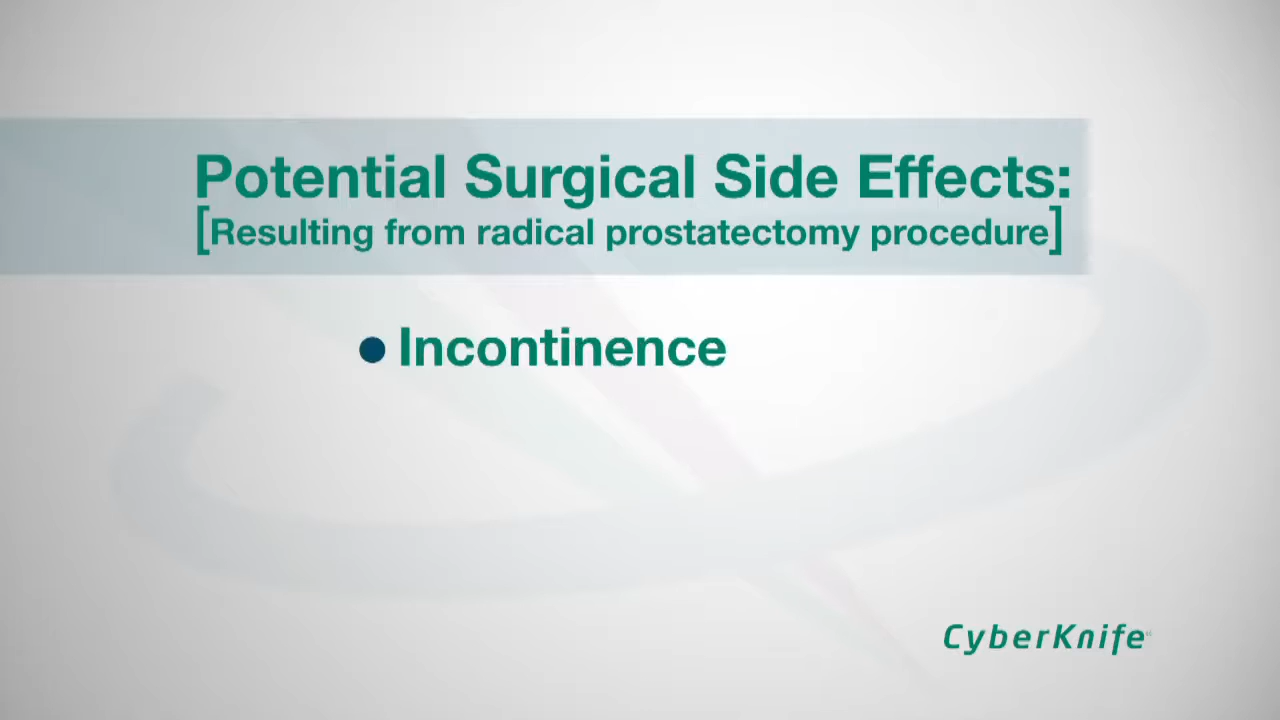 Potential Surgical Side Effects:
[Resulting from radical prostatectomy procedure]
● Incontinence
CyberKnife